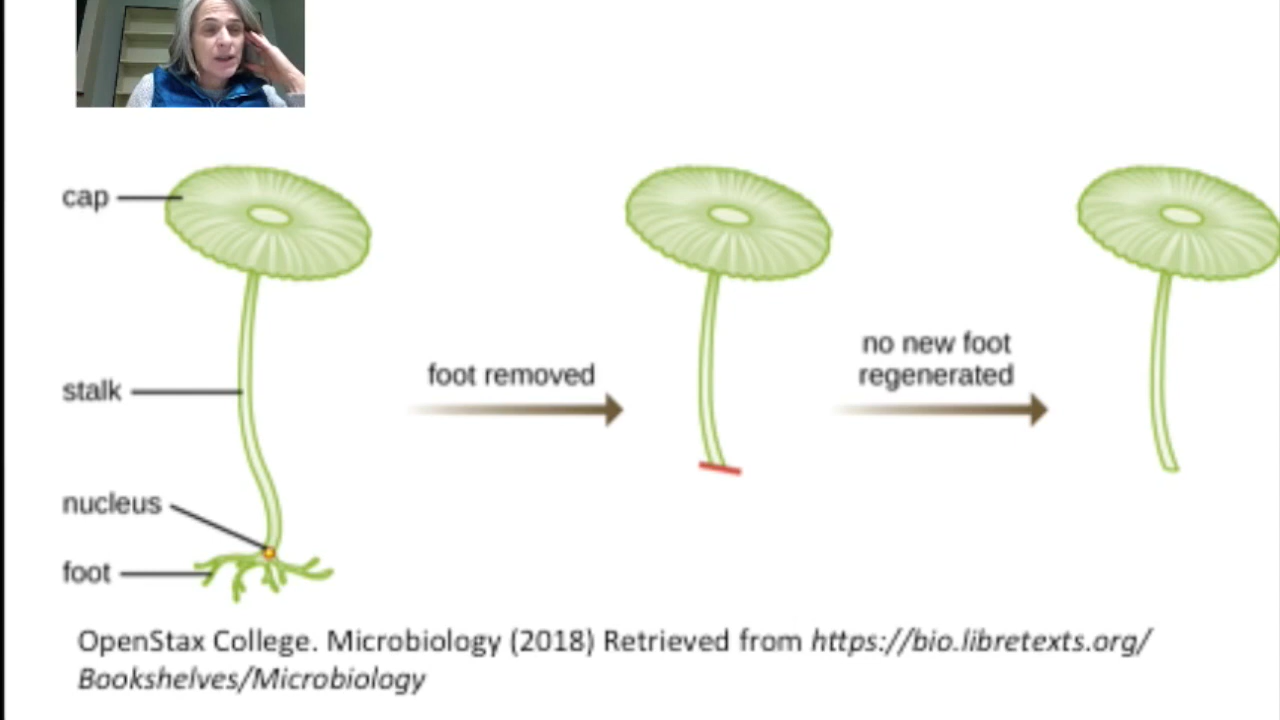 cap
stalk
nucleus
foot
foot removed
no new foot
regenerated
OpenStax College. Microbiology (2018) Retrieved from https://bio.libretexts.org/
Bookshelves/Microbiology